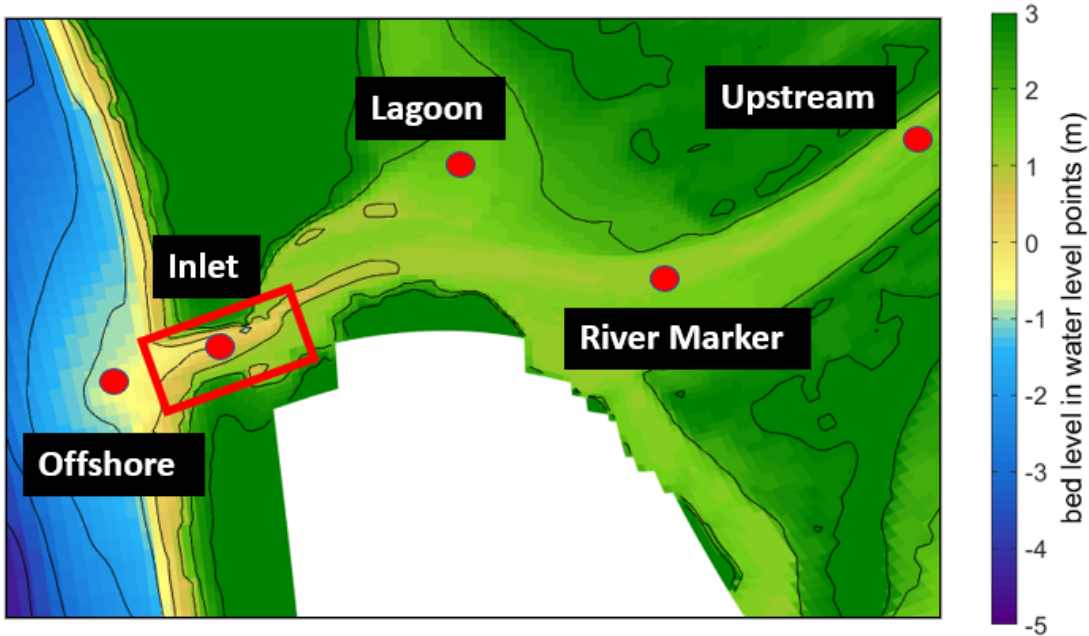 Lagoon
Upstream
Inlet
River Marker
Offshore
3
2
1
0
-1
-2
-3
-4
-5
bed level in water level points (m)